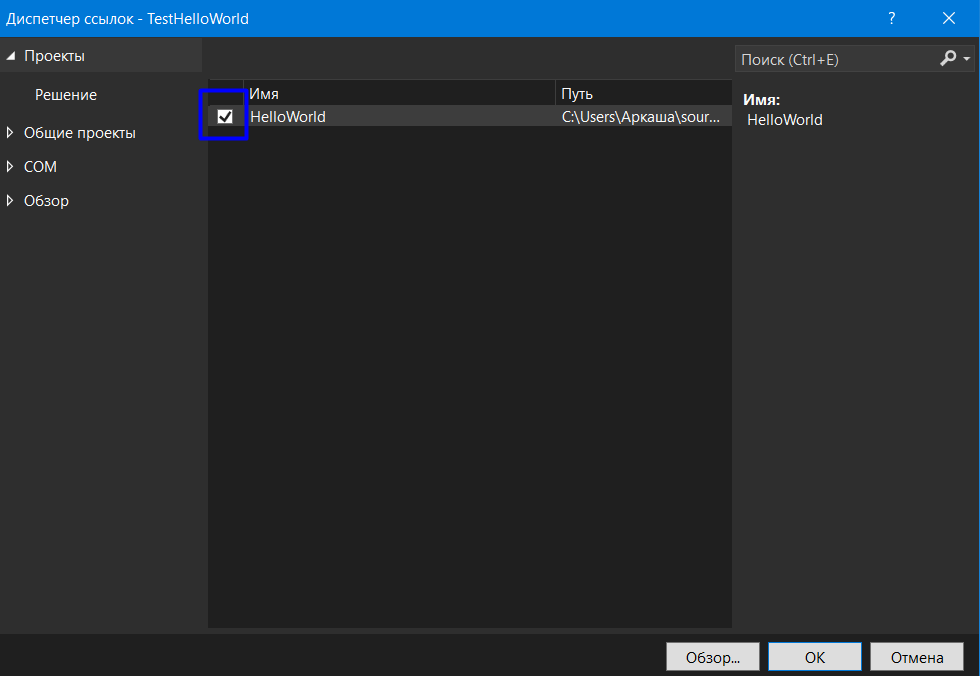 Диспетчер ссылок - TestHelloWorld
?
Проекты
Решение
Общие проекты
COM
Обзор
Имя Путь
HelloWorld C:\Users\Аркаша\sour...
Поиск (Ctrl+E)
Имя:
HelloWorld
Обзор... ОК Отмена